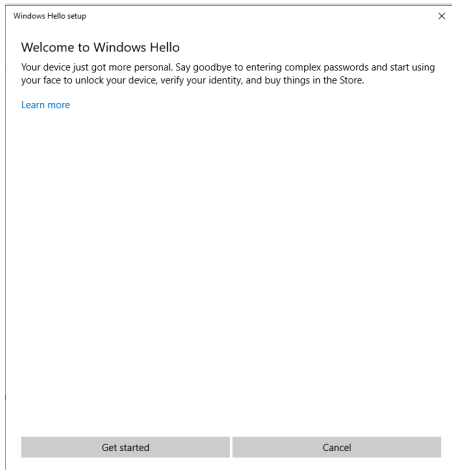 Windows Hello setup
Welcome to Windows Hello
Your device just got more personal. Say goodbye to entering complex passwords and start using
your face to unlock your device, verify your identity, and buy things in the Store.
Learn more
Get started
Cancel